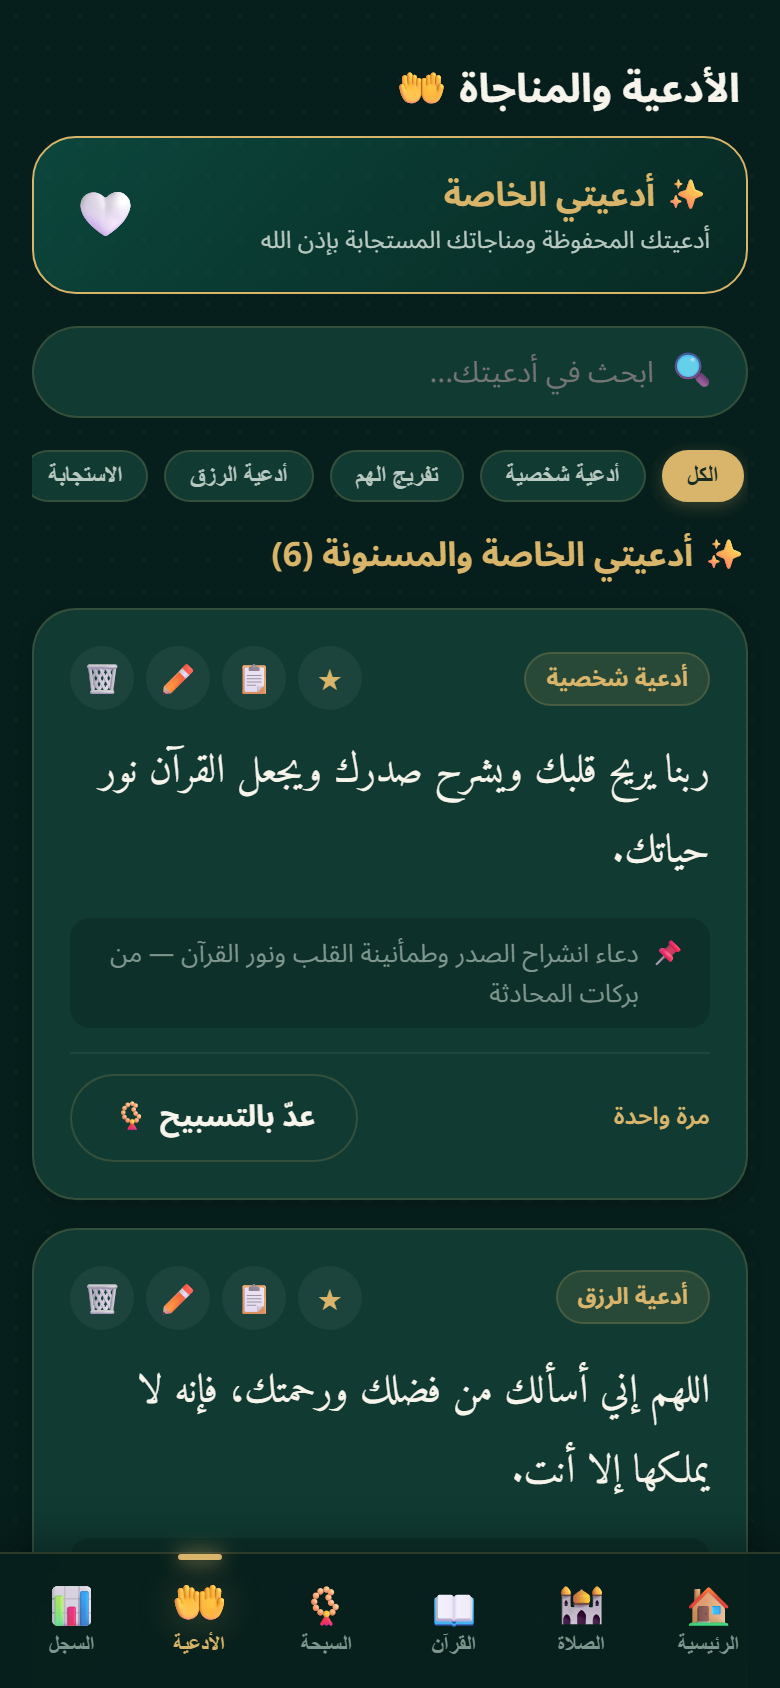 الأدعية والمناجاة 🤲
✨ أدعيتي الخاصة
أدعيتك المحفوظة ومناجاتك المستجابة بإذن الله
ابحث في أدعيتك...
الكل
أدعية شخصية
تفريج الهم
أدعية الرزق
الاستجابة
✨ أدعيتي الخاصة والمسنونة (6)
أدعية شخصية
ربنا يريح قلبك ويشرح صدرك ويجعل القرآن نور
حياتك.
دعاء انشراح الصدر وطمأنينة القلب ونور القرآن — من
بركات المحادثة
مرة واحدة
عدّ بالتسبيح 📿
أدعية الرزق
اللهم إني أسألك من فضلك ورحمتك، فإنه لا
يملكها إلا أنت.
الرئيسية
الصلاة
القرآن
السبحة
الأدعية
السجل